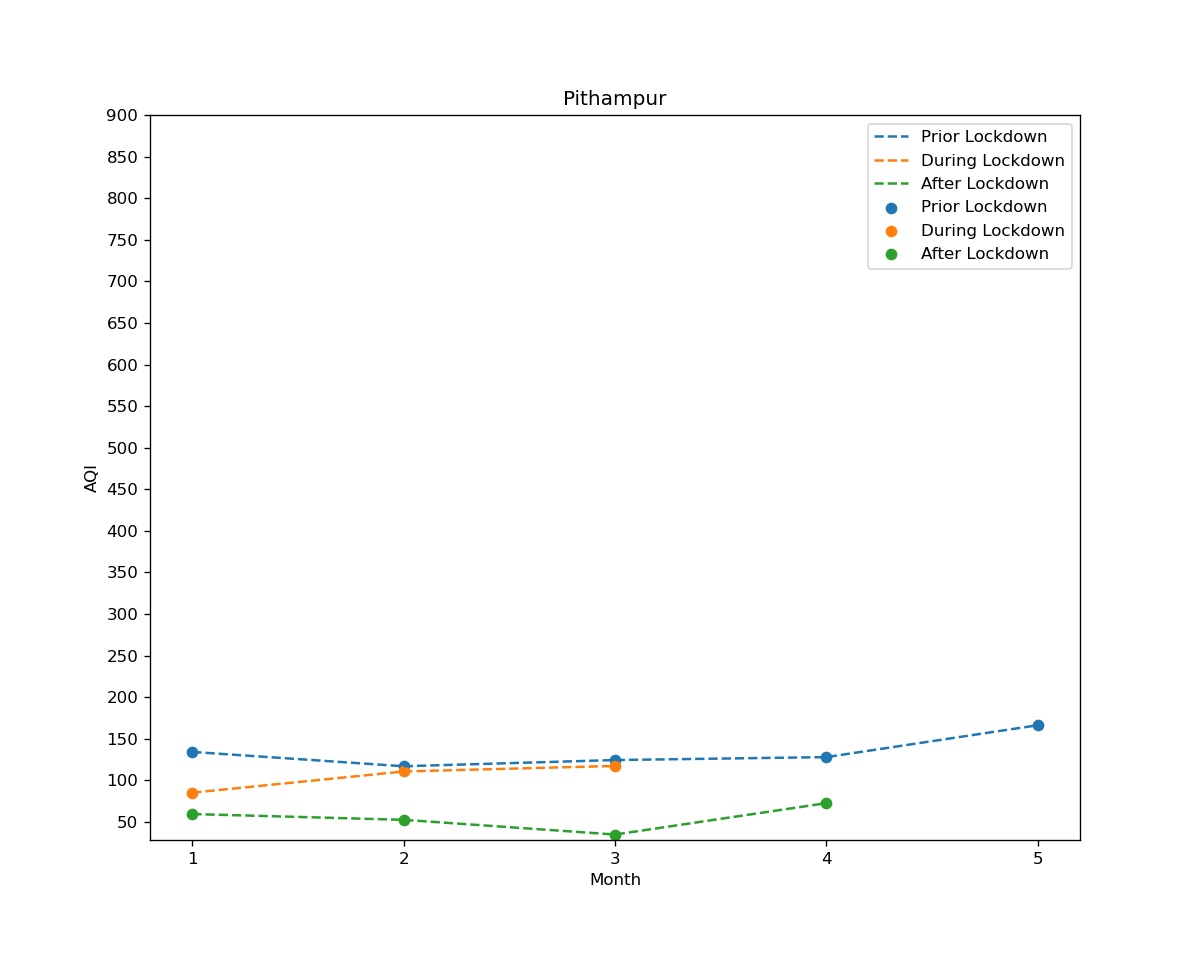 Pithampur
900
850
800
750
700
650
600
550
500
450
400
350
300
250
200
150
100
50
AQI
Prior Lockdown
During Lockdown
After Lockdown
Prior Lockdown
During Lockdown
After Lockdown
1 2 3 4 5
Month